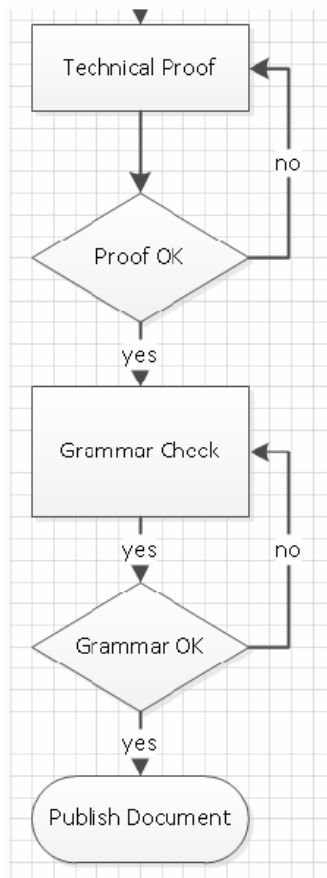 Technical Proof
no
Proof OK
yes
Grammar Check
yes
no
Grammar OK
yes
Publish Document